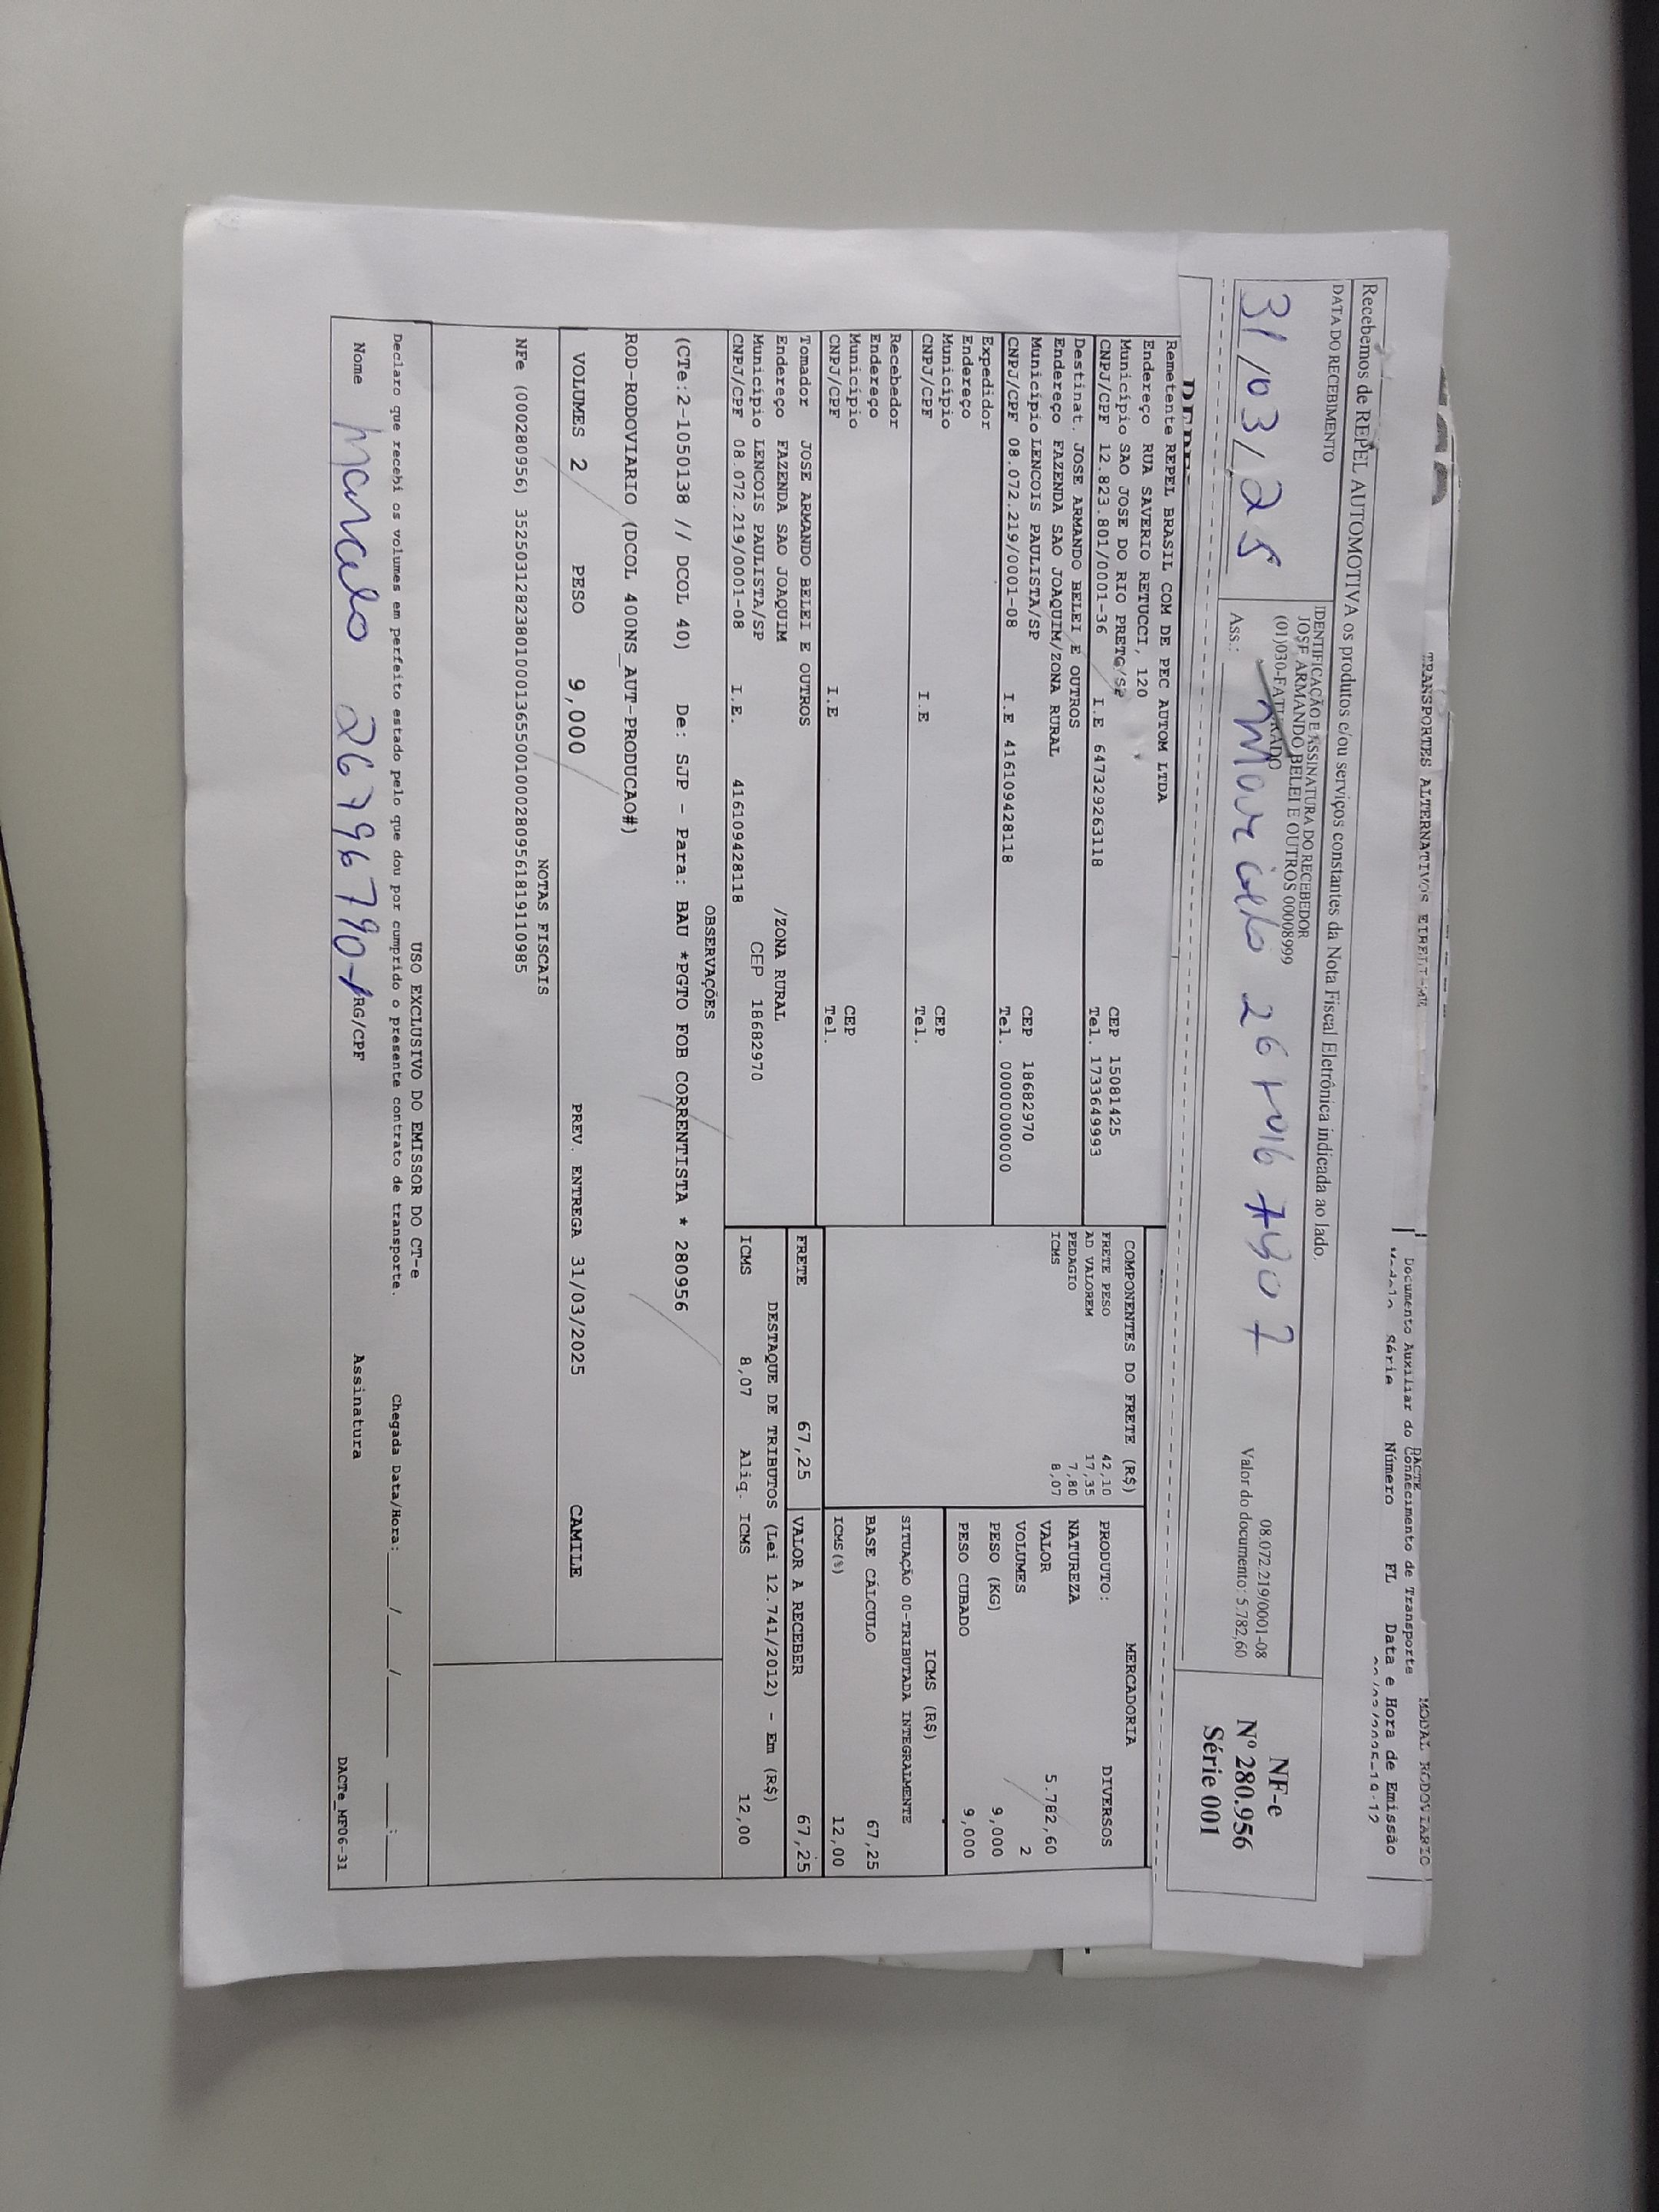 TRANSPORTES ALTERNATIVOS EIRELI-ME
DACTE
MODAL RODOVIARIO
Documento Auxiliar do Conhecimento de Transporte
Modelo Série Número FL Data e Hora de Emissão
Recebemos de REPEL AUTOMOTIVA os produtos e/ou serviços constantes da Nota Fiscal Eletrônica indicada ao lado.
DATA DO RECEBIMENTO
31/03/25
IDENTIFICAÇÃO E ASSINATURA DO RECEBEDOR
JOSE ARMANDO BELEI E OUTROS 00008999
08.072.219/0001-08
(01)030-FATURADO
Valor do documento: 5.782,60
Ass.: Marcelo
NF-e
Nº 280.956
Série 001
Remetente REPEL BRASIL COM DE PEC AUTOM LTDA
Endereço RUA SAVERIO RETUCCI, 120
Município SAO JOSE DO RIO PRETO/SP CEP 15081425
CNPJ/CPF 12.823.801/0001-36 I.E 647329263118 Tel. 1733649993
Destinat. JOSE ARMANDO BELEI E OUTROS
Endereço FAZENDA SAO JOAQUIM/ZONA RURAL
Município LENCOIS PAULISTA/SP CEP 18682970
CNPJ/CPF 08.072.219/0001-08 I.E 416109428118 Tel. 00000000000
Expedidor
Endereço
Município CEP
CNPJ/CPF I.E Tel.
Recebedor
Endereço
Município CEP
CNPJ/CPF I.E Tel.
Tomador JOSE ARMANDO BELEI E OUTROS
Endereço FAZENDA SAO JOAQUIM /ZONA RURAL
Município LENCOIS PAULISTA/SP CEP 18682970
CNPJ/CPF 08.072.219/0001-08 I.E. 416109428118
COMPONENTES DO FRETE (R$)
FRETE PESO 42,10
AD VALOREM 17,35
PEDAGIO 7,80
ICMS 8,07
MERCADORIA
PRODUTO: DIVERSOS
NATUREZA
VALOR 5.782,60
VOLUMES 2
PESO (KG) 9,000
PESO CUBADO 9,000
ICMS (R$)
SITUAÇÃO 00-TRIBUTADA INTEGRALMENTE
BASE CÁLCULO 67,25
ICMS(%) 12,00
FRETE 67,25 VALOR A RECEBER 67,25
DESTAQUE DE TRIBUTOS (Lei 12.741/2012) - Em (R$)
ICMS 8,07 Aliq. ICMS 12,00
OBSERVAÇÕES
(CTe:2-1050138 // DCOL 40) De: SJP - Para: BAU *PGTO FOB CORRENTISTA * 280956
ROD-RODOVIARIO (DCOL 400NS_AUT-PRODUCAO#)
VOLUMES 2 PESO 9,000 PREV. ENTREGA 31/03/2025 CAMILE
NOTAS FISCAIS
NFe (000280956) 35250312823801000136550010002809561819110985
USO EXCLUSIVO DO EMISSOR DO CT-e
Declaro que recebi os volumes em perfeito estado pelo que dou por cumprido o presente contrato de transporte. Chegada Data/Hora: ____/____/____ ____:____
Nome Marcelo RG/CPF Assinatura
DACTe_MF06-31